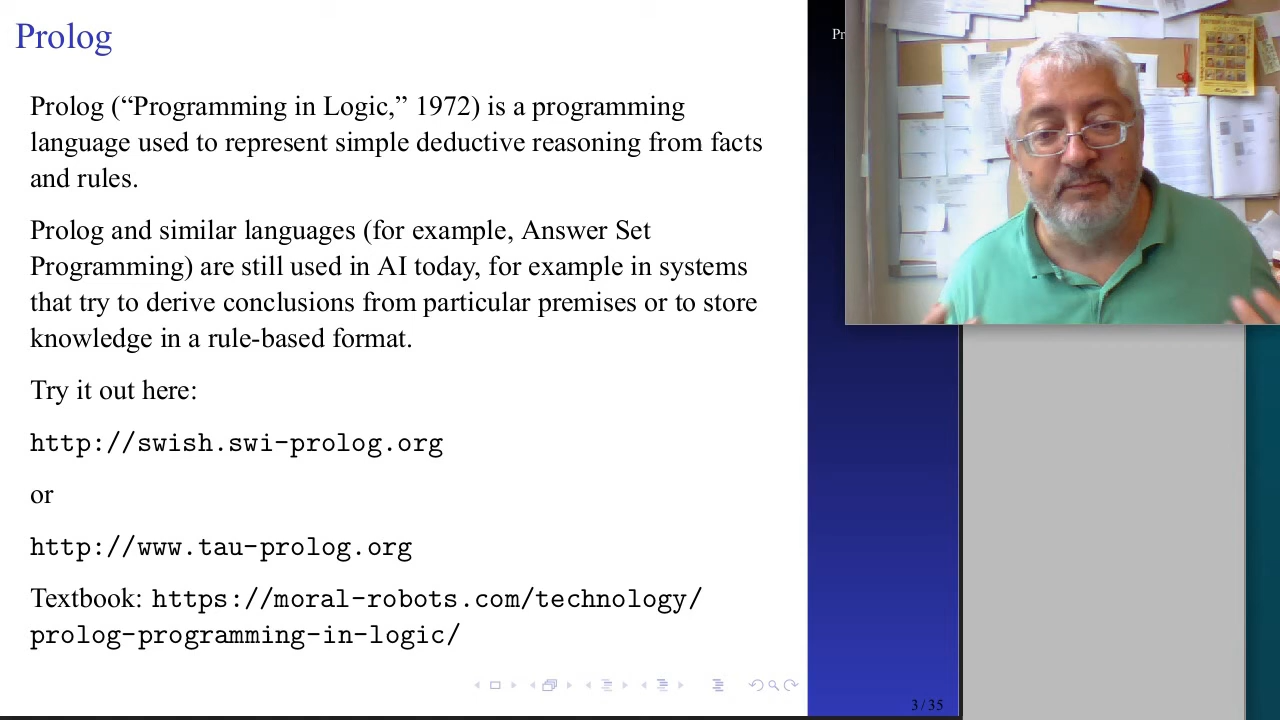 Prolog
Prolog (“Programming in Logic,” 1972) is a programming
language used to represent simple deductive reasoning from facts
and rules.
Prolog and similar languages (for example, Answer Set
Programming) are still used in AI today, for example in systems
that try to derive conclusions from particular premises or to store
knowledge in a rule-based format.
Try it out here:
http://swish.swi-prolog.org
or
http://www.tau-prolog.org
Textbook: https://moral-robots.com/technology/
prolog-programming-in-logic/
Pr
3 / 35